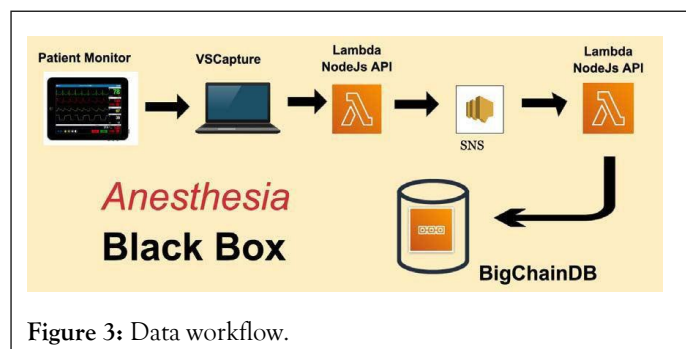 Patient Monitor
VSCapture
Lambda
NodeJs API
Lambda
NodeJs API
SNS
Anesthesia
Black Box
BigChainDB
Figure 3: Data workflow.